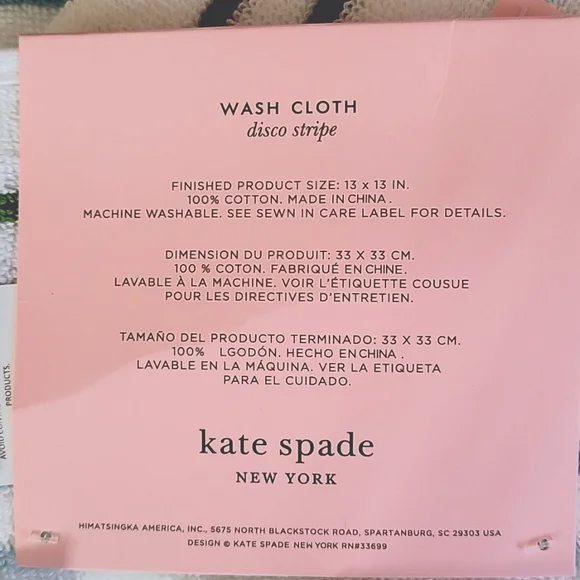 WASH CLOTH
disco stripe
FINISHED PRODUCT SIZE: 13 x 13 IN.
100% COTTON. MADE IN CHINA .
MACHINE WASHABLE. SEE SEWN IN CARE LABEL FOR DETAILS.
DIMENSION DU PRODUIT: 33 X 33 CM.
100 % COTON. FABRIQUÉ EN CHINE.
LAVABLE À LA MACHINE. VOIR L'ÉTIQUETTE COUSUE
POUR LES DIRECTIVES D'ENTRETIEN.
TAMAÑO DEL PRODUCTO TERMINADO: 33 X 33 CM.
100% LGODÓN. HECHO EN CHINA .
LAVABLE EN LA MÁQUINA. VER LA ETIQUETA
PARA EL CUIDADO.
kate spade
NEW YORK
HIMATSINGKA AMERICA, INC., 5675 NORTH BLACKSTOCK ROAD, SPARTANBURG, SC 29303 USA
DESIGN © KATE SPADE NEW YORK RN#33699
PRODUCTS.